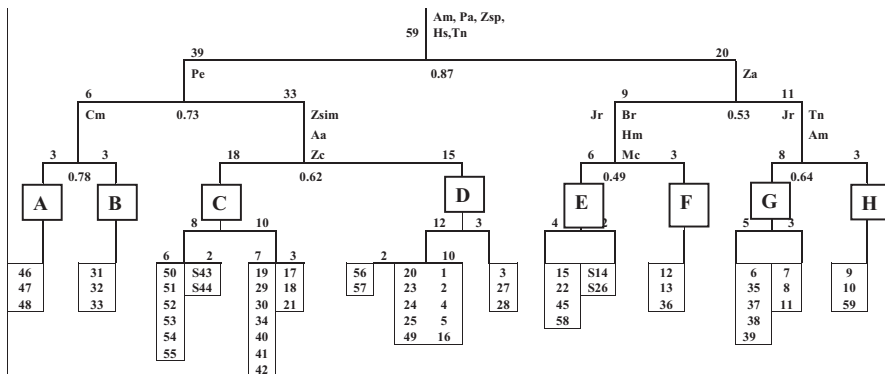 Am, Pa, Zsp,
59 Hs,Tn
39 20
Pe 0.87 Za
6 33 9 11
Cm 0.73 Zsim Jr Br 0.53 Jr Tn
Aa Hm Am
3 3 18 Zc 15 6 Mc 3 8 3
0.78 0.62 0.49 0.64
A B C D E F G H
8 10 12 3 4 2 5 3
6 2 7 3 2 10
46 31 50 S43 19 17 56 20 1 3 15 S14 12 6 7 9
47 32 51 S44 29 18 57 23 2 27 22 S26 13 35 8 10
48 33 52 30 21 24 4 28 45 36 37 11 59
53 34 25 5 58 38
54 40 49 16 39
55 41
42